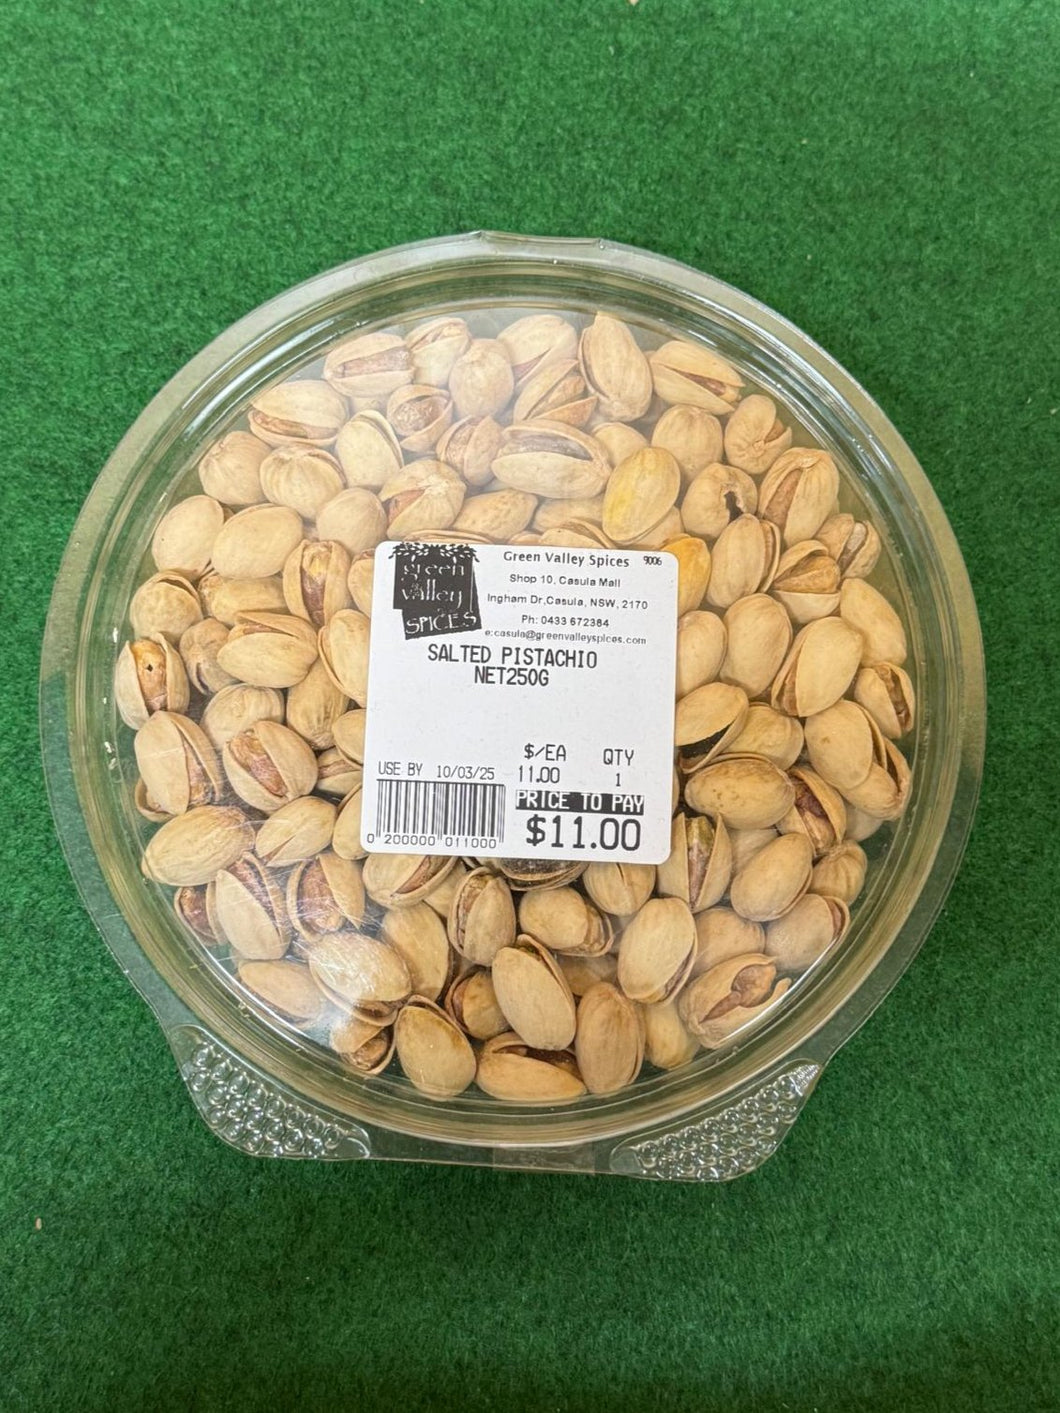 green
valley
SPICES
Green Valley Spices 9006
Shop 10, Casula Mall
Ingham Dr,Casula, NSW, 2170
Ph: 0433 672384
e:casula@greenvalleyspices.com
SALTED PISTACHIO
NET250G
$/EA QTY
USE BY 10/03/25 11.00 1
PRICE TO PAY
$11.00
0 200000 011000